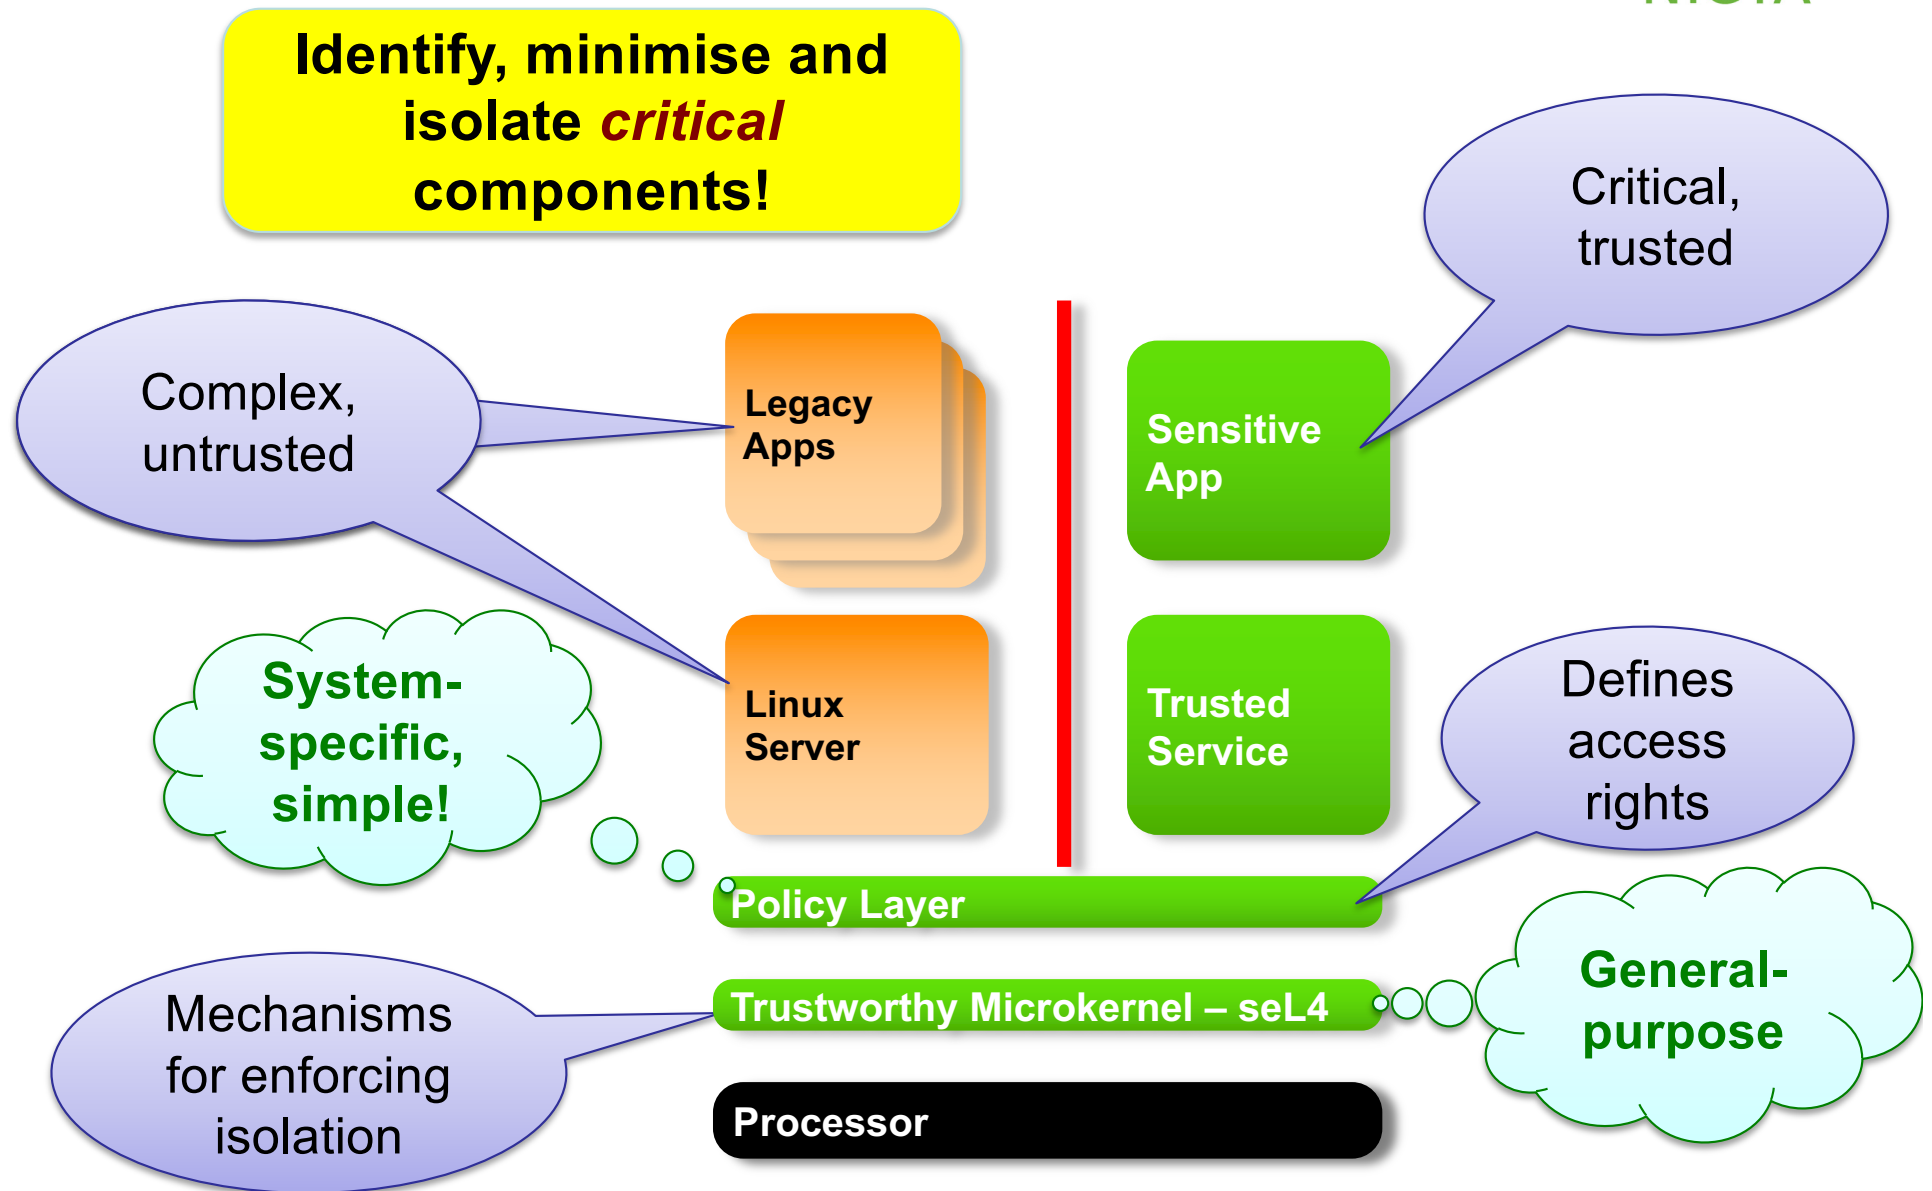 NICTA
Identify, minimise and
isolate critical
components!
Critical,
trusted
Complex,
untrusted
Legacy
Apps
Sensitive
App
System-
specific,
simple!
Linux
Server
Trusted
Service
Defines
access
rights
Policy Layer
General-
purpose
Mechanisms
for enforcing
isolation
Trustworthy Microkernel – seL4
Processor